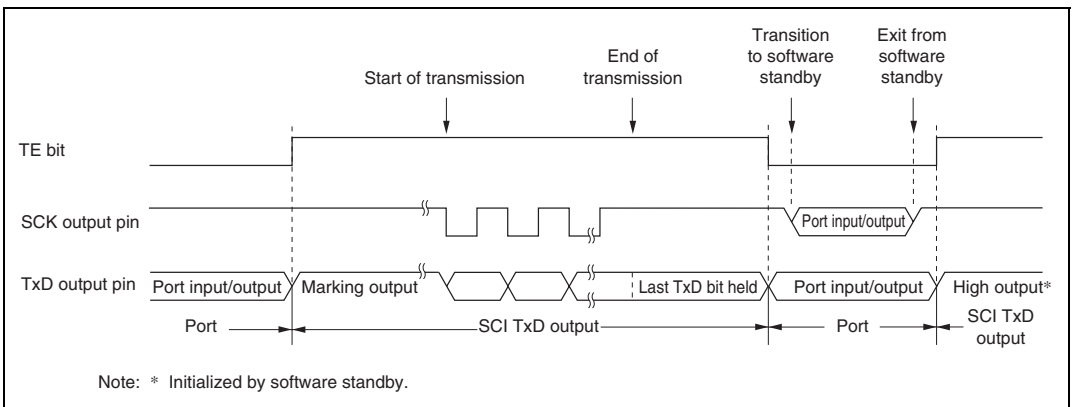 Transition
to software
standby
Exit from
software
standby
End of
transmission
Start of transmission
TE bit
SCK output pin
Port input/output
TxD output pin
Port input/output
Marking output
Last TxD bit held
Port input/output
High output*
Port
SCI TxD output
Port
SCI TxD
output
Note: * Initialized by software standby.